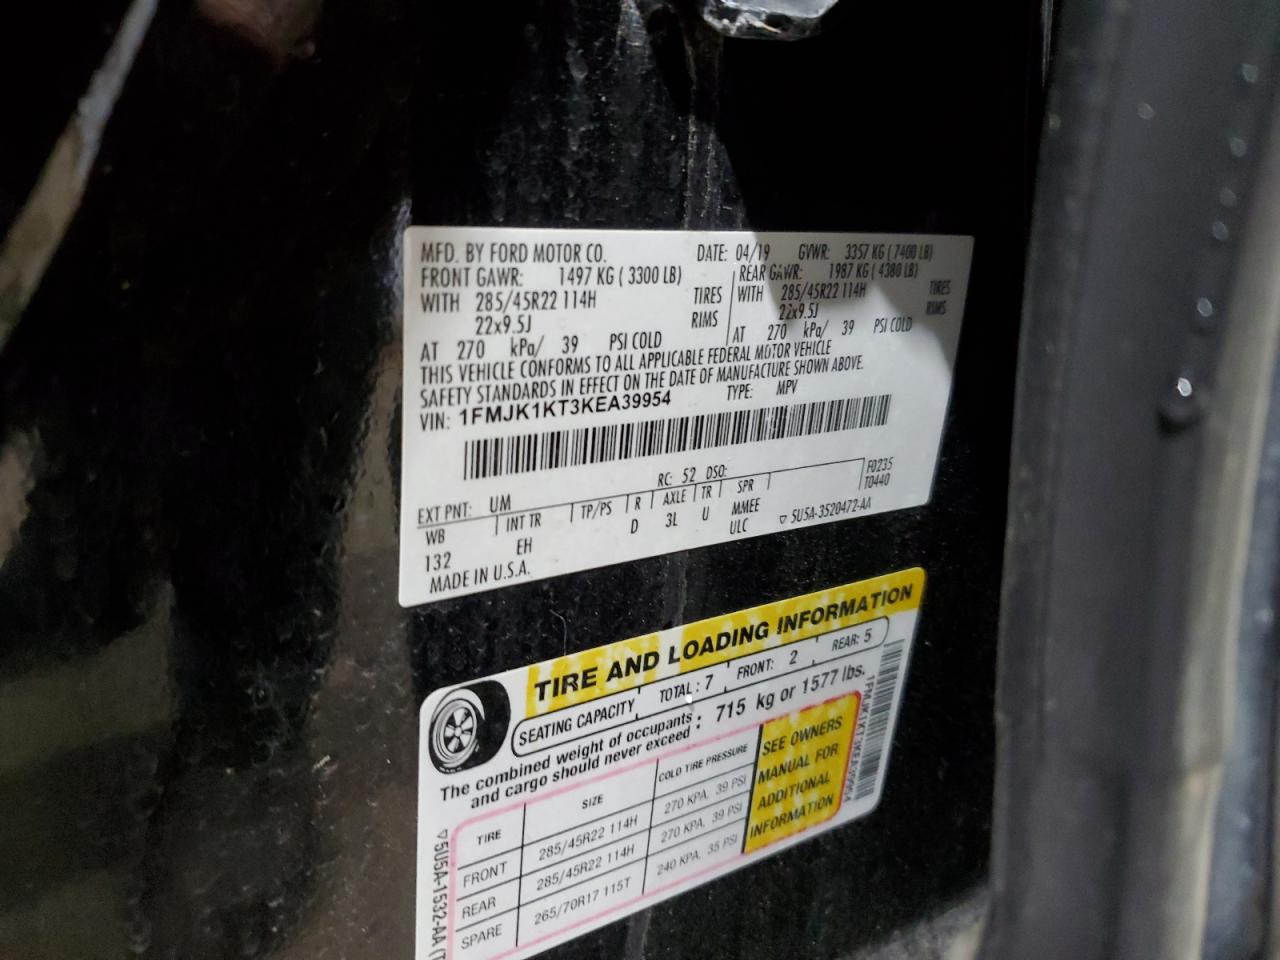 MFD. BY FORD MOTOR CO. DATE: 04/19 GVWR: 3357 KG ( 7400 LB)
FRONT GAWR: 1497 KG ( 3300 LB) REAR GAWR: 1987 KG ( 4380 LB)
WITH 285/45R22 114H TIRES WITH 285/45R22 114H TIRES
22x9.5J RIMS 22x9.5J RIMS
AT 270 kPa/ 39 PSI COLD AT 270 kPa/ 39 PSI COLD
THIS VEHICLE CONFORMS TO ALL APPLICABLE FEDERAL MOTOR VEHICLE
SAFETY STANDARDS IN EFFECT ON THE DATE OF MANUFACTURE SHOWN ABOVE.
VIN: 1FMJK1KT3KEA39954 TYPE: MPV
RC: 52 DSO: F0235
EXT PNT: UM T0440
WB INT TR TP/PS R AXLE TR SPR
132 EH D 3L U MMEE
ULC
▽ 5U5A-3520472-AA
MADE IN U.S.A.
TIRE AND LOADING INFORMATION
SEATING CAPACITY TOTAL: 7 FRONT: 2 REAR: 5
The combined weight of occupants and cargo should never exceed : 715 kg or 1577 lbs.
TIRE SIZE COLD TIRE PRESSURE
FRONT 285/45R22 114H 270 KPA, 39 PSI
REAR 285/45R22 114H 270 KPA, 39 PSI
SPARE 265/70R17 115T 240 KPA, 35 PSI
SEE OWNERS
MANUAL FOR
ADDITIONAL
INFORMATION
1FMJK1KT3KEA39954
▽5U5A-1532-AA